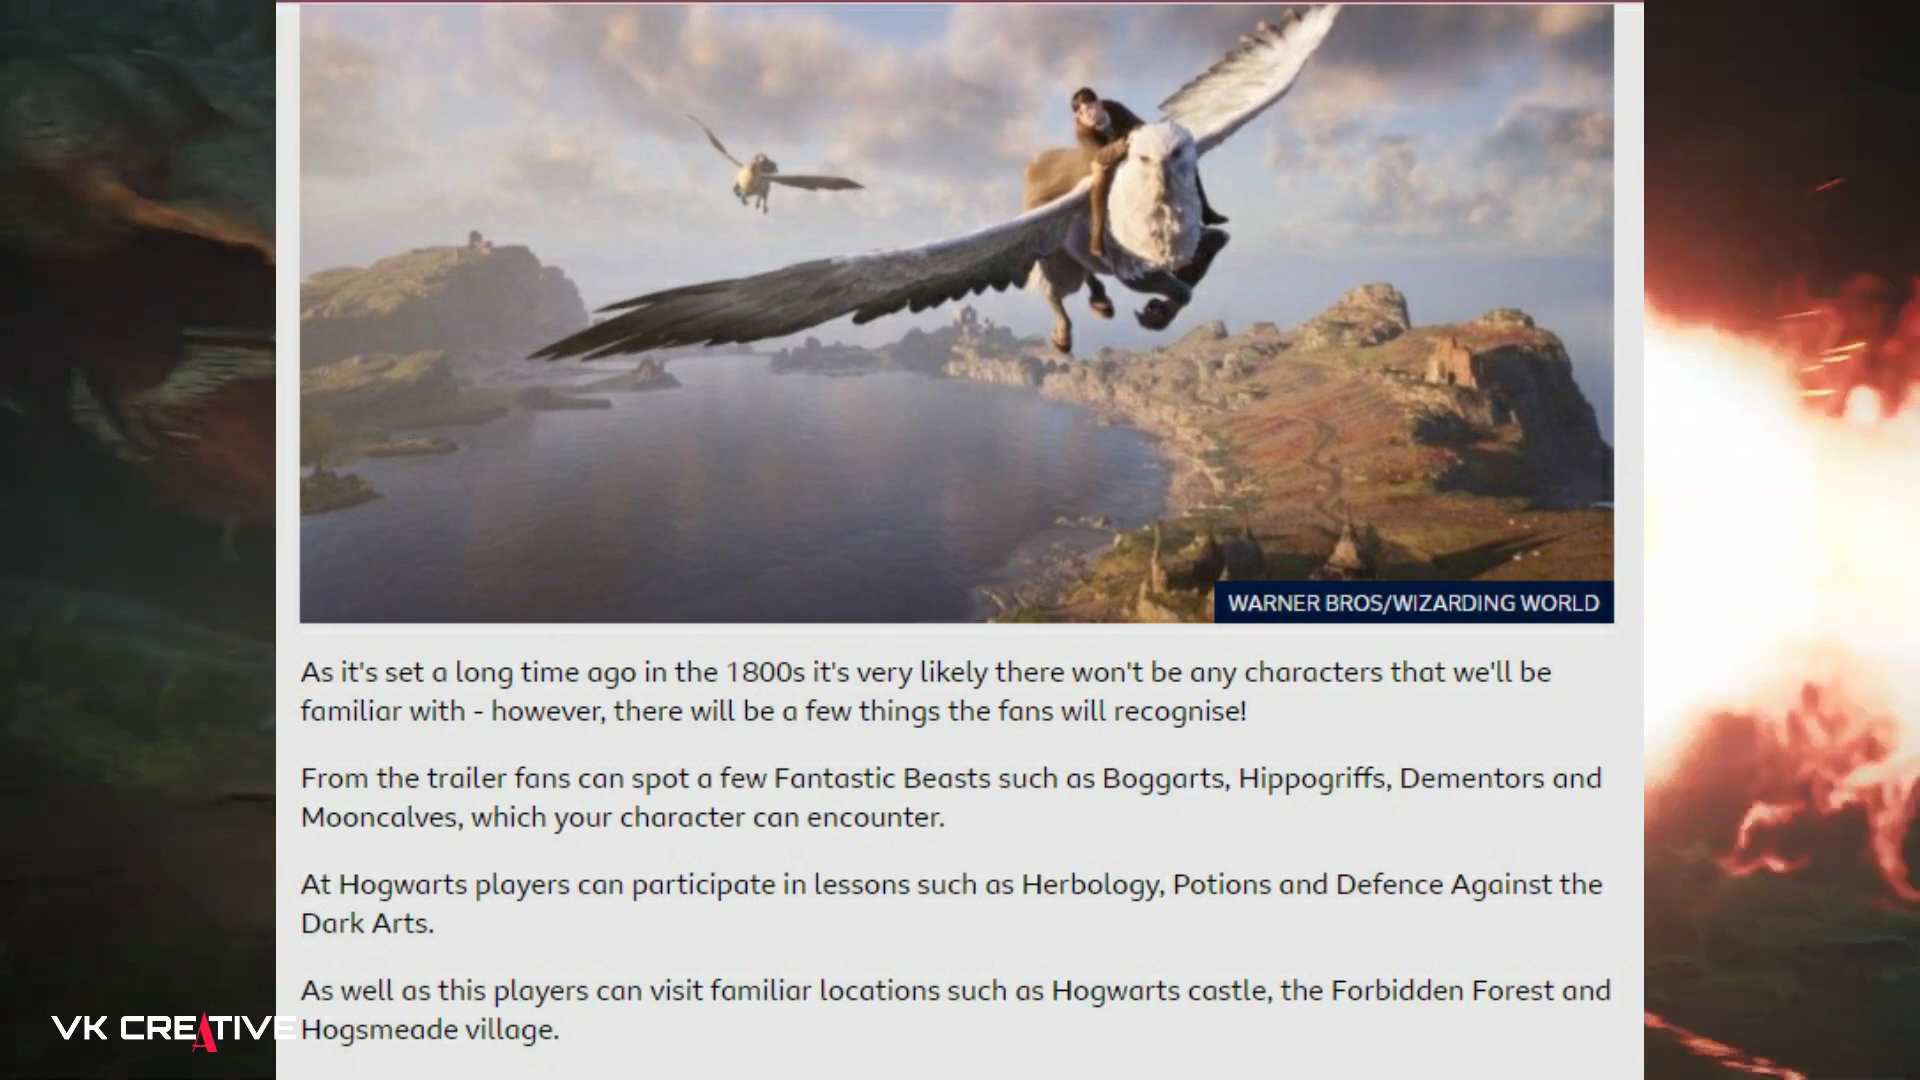 WARNER BROS/WIZARDING WORLD
As it's set a long time ago in the 1800s it's very likely there won't be any characters that we'll be
familiar with - however, there will be a few things the fans will recognise!
From the trailer fans can spot a few Fantastic Beasts such as Boggarts, Hippogriffs, Dementors and
Mooncalves, which your character can encounter.
At Hogwarts players can participate in lessons such as Herbology, Potions and Defence Against the
Dark Arts.
As well as this players can visit familiar locations such as Hogwarts castle, the Forbidden Forest and
Hogsmeade village.
VK CREATIVE